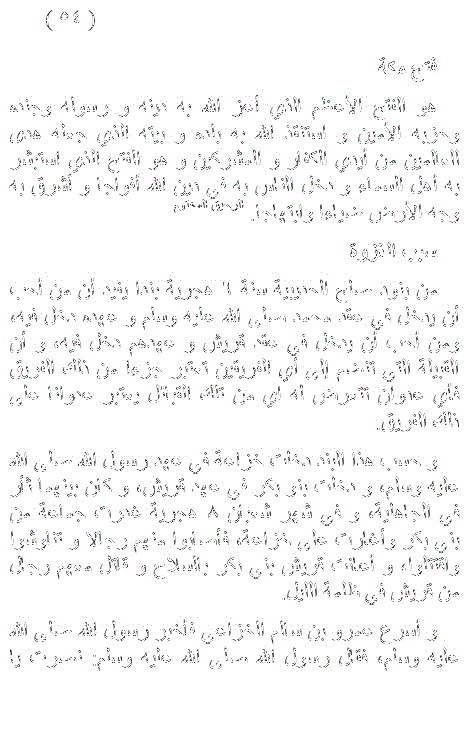 ( ٥٤ )
فتح مكة
هو الفتح الأعظم الذي أعز الله به دينه و رسوله وجنده
وحزبه الأمين و استنقذ الله به بلده و بيته الذي جعله هدى
للعالمين من أيدي الكفار و المشركين و هو الفتح الذي استبشر
به أهل السماء و دخل الناس به في دين الله أفواجا و أشرق به
وجه الأرض ضياءا وابتهاجا.
سبب الغزوة
من بنود صلح الحديبية سنة ٦ هجرية بندا يفيد أن من أحب
أن يدخل في عقد محمد صلى الله عليه وسلم و عهده دخل فيه،
ومن أحب أن يدخل في عقد قريش و عهدهم دخل فيه، و أن
القبيلة التي تنضم إلى أي الفريقين تعتبر جزءا من ذلك الفريق
فأي عدوان تتعرض له اي من تلك القبائل يعتبر عدوانا على
ذلك الفريق.
و حسب هذا البند دخلت خزاعة في عهد رسول الله صلى الله
عليه وسلم، و دخلت بنو بكر في عهد قريش، و كان بينهما ثأر
في الجاهلية، و في شهر شعبان ٨ هجرية غدرت جماعة من
بني بكر وأغارت على خزاعة، فأصابوا منهم رجالا و تناوشوا
واقتتلوا، و أعانت قريش بني بكر بالسلاح و قاتل معهم رجال
من قريش في ظلمة الليل.
و أسرع عمرو بن سالم الخزاعي فأخبر رسول الله صلى الله
عليه وسلم، فقال رسول الله صلى الله عليه وسلم: نصرت يا